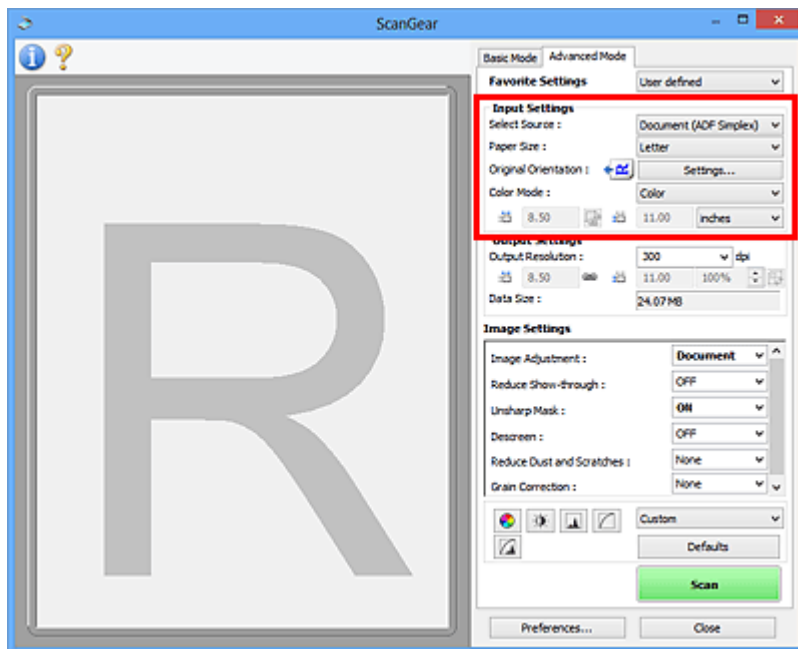 ScanGear
Basic Mode Advanced Mode
Favorite Settings User defined
Input Settings
Select Source : Document (ADF Simplex)
Paper Size : Letter
Original Orientation : Settings...
Color Mode : Color
8.50 11.00 inches
Output Settings
Output Resolution : 300 dpi
8.50 11.00 100%
Data Size : 24.07MB
Image Settings
Image Adjustment : Document
Reduce Show-through : OFF
Unsharp Mask : ON
Descreen : OFF
Reduce Dust and Scratches : None
Grain Correction : None
Custom
Defaults
Scan
Preferences... Close
R